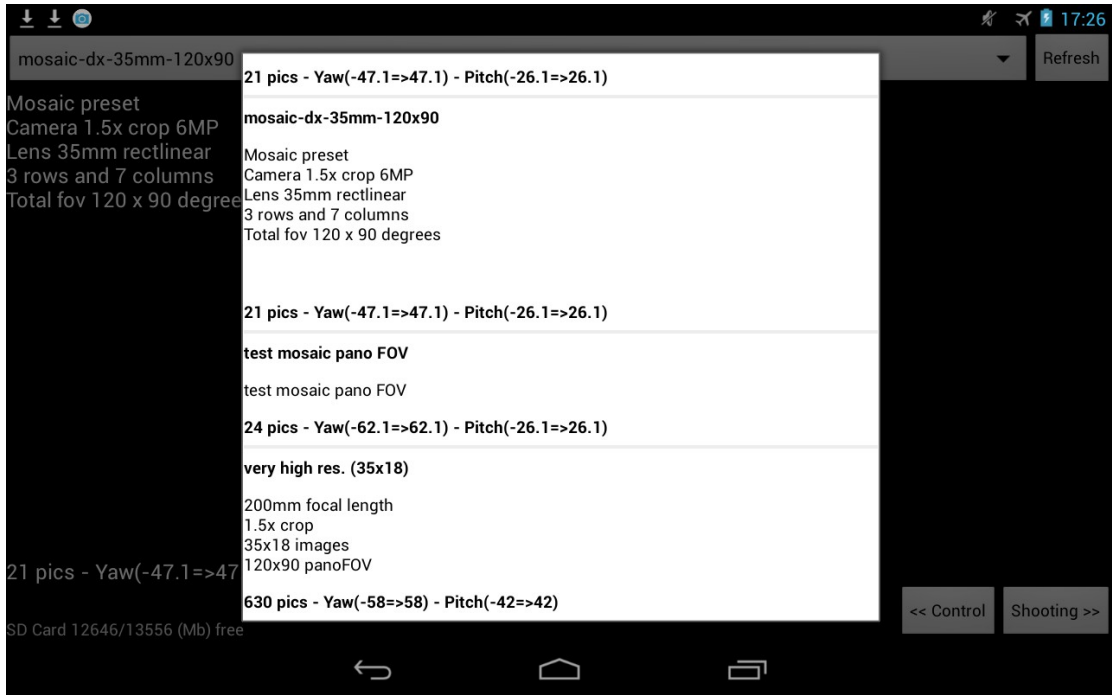 17:26
mosaic-dx-35mm-120x90
Refresh
Mosaic preset
Camera 1.5x crop 6MP
Lens 35mm rectlinear
3 rows and 7 columns
Total fov 120 x 90 degree
21 pics - Yaw(-47.1=>47.1) - Pitch(-26.1=>26.1)
mosaic-dx-35mm-120x90
Mosaic preset
Camera 1.5x crop 6MP
Lens 35mm rectlinear
3 rows and 7 columns
Total fov 120 x 90 degrees
21 pics - Yaw(-47.1=>47.1) - Pitch(-26.1=>26.1)
test mosaic pano FOV
test mosaic pano FOV
24 pics - Yaw(-62.1=>62.1) - Pitch(-26.1=>26.1)
very high res. (35x18)
200mm focal length
1.5x crop
35x18 images
120x90 panoFOV
630 pics - Yaw(-58=>58) - Pitch(-42=>42)
21 pics - Yaw(-47.1=>47
SD Card 12646/13556 (Mb) free
<< Control
Shooting >>